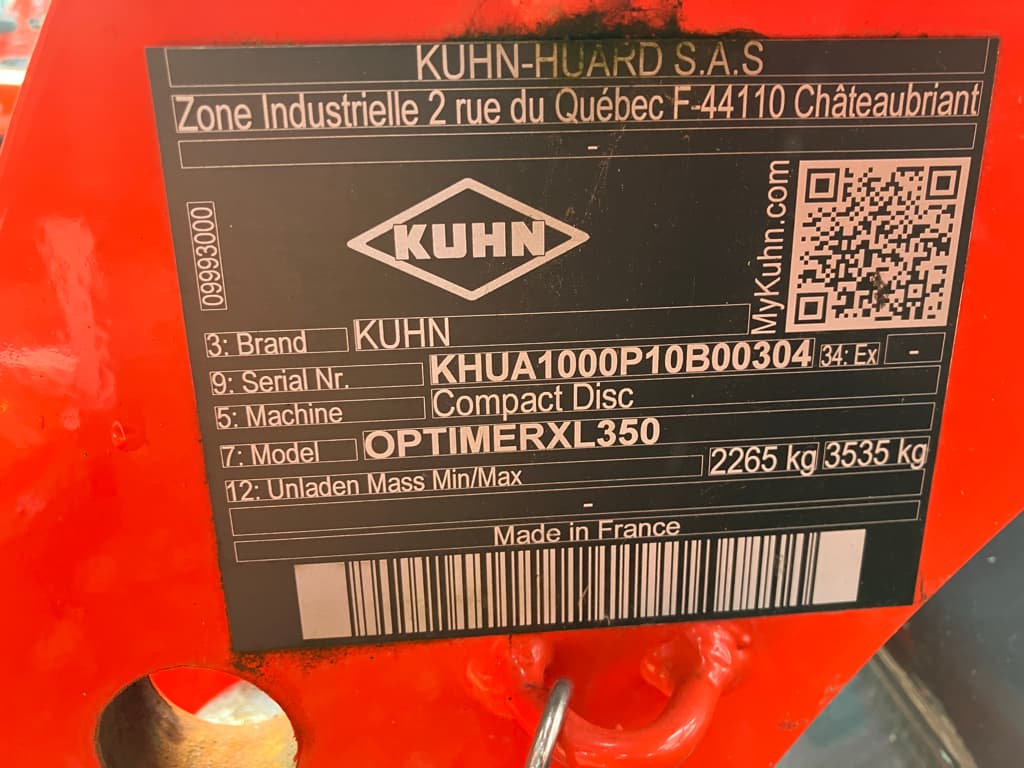 KUHN-HUARD S.A.S
Zone Industrielle 2 rue du Québec F-44110 Châteaubriant
-
09993000
KUHN
MyKuhn.com
3: Brand KUHN
9: Serial Nr. KHUA1000P10B00304 34: Ex -
5: Machine Compact Disc
7: Model OPTIMERXL350
12: Unladen Mass Min/Max 2265 kg 3535 kg
-
Made in France